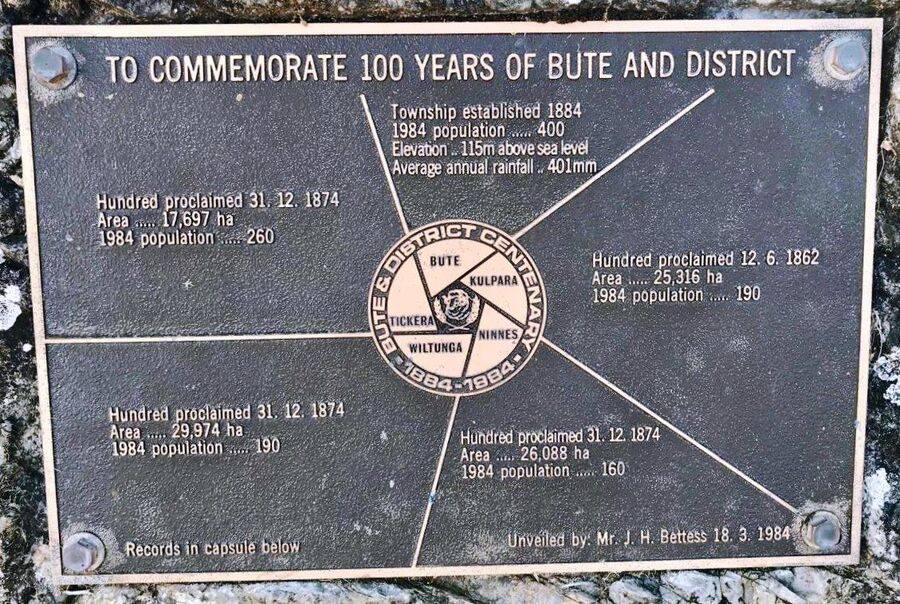 TO COMMEMORATE 100 YEARS OF BUTE AND DISTRICT
Township established 1884
1984 population ..... 400
Elevation .. 115m above sea level
Average annual rainfall .. 401mm
Hundred proclaimed 31. 12. 1874
Area ..... 17,697 ha
1984 population ..... 260
Hundred proclaimed 12. 6. 1862
Area ..... 25,316 ha
1984 population ..... 190
BUTE & DISTRICT CENTENARY
BUTE
KULPARA
TICKERA
NINNES
WILTUNGA
• 1884-1984 •
Hundred proclaimed 31. 12. 1874
Area ..... 29,974 ha
1984 population ..... 190
Hundred proclaimed 31. 12. 1874
Area ..... 26,088 ha
1984 population ..... 160
Records in capsule below
Unveiled by: Mr. J. H. Bettess 18. 3. 1984